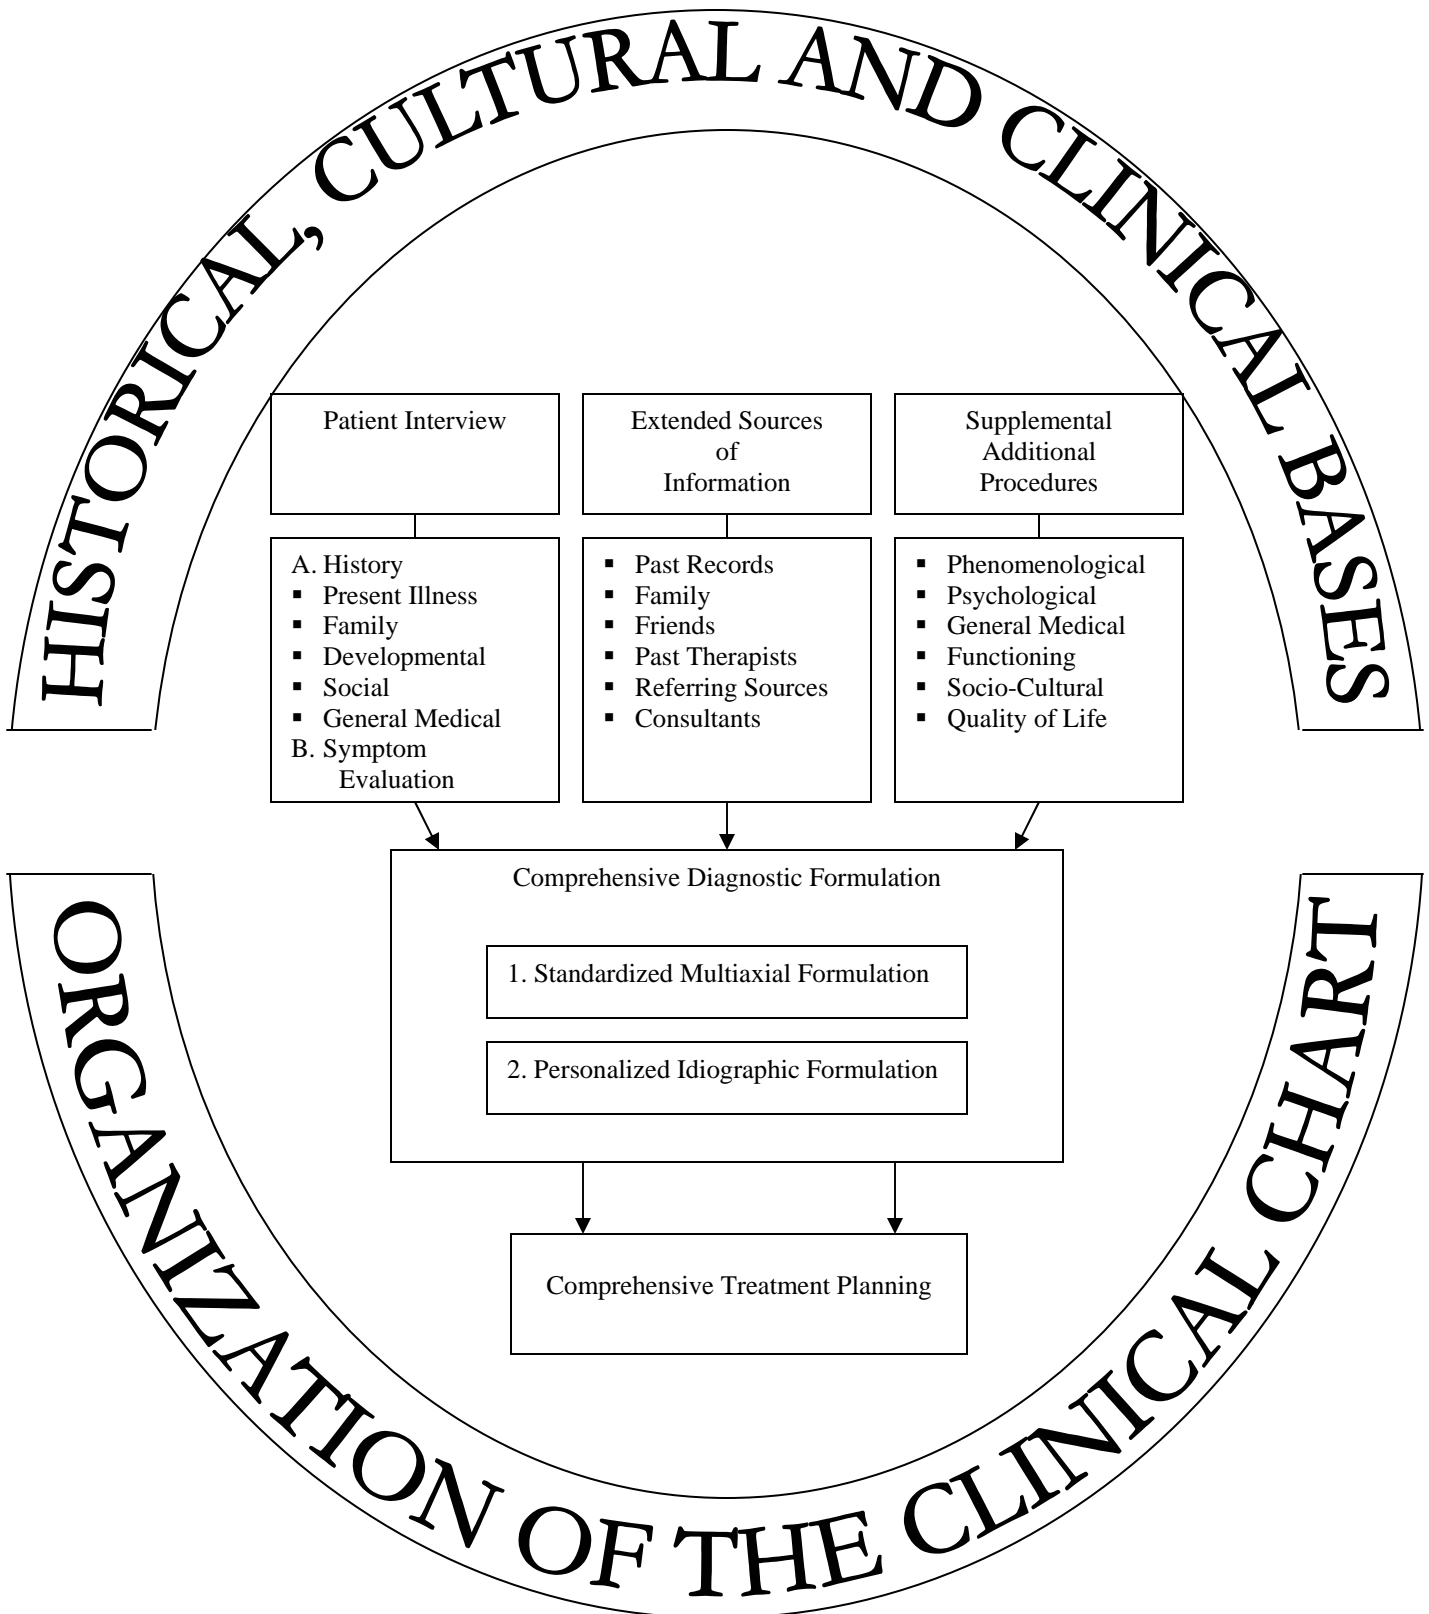 HISTORICAL, CULTURAL AND CLINICAL BASES
Patient Interview
Extended Sources
of
Information
Supplemental
Additional
Procedures
A. History
▪ Present Illness
▪ Family
▪ Developmental
▪ Social
▪ General Medical
B. Symptom
Evaluation
▪ Past Records
▪ Family
▪ Friends
▪ Past Therapists
▪ Referring Sources
▪ Consultants
▪ Phenomenological
▪ Psychological
▪ General Medical
▪ Functioning
▪ Socio-Cultural
▪ Quality of Life
Comprehensive Diagnostic Formulation
1. Standardized Multiaxial Formulation
2. Personalized Idiographic Formulation
Comprehensive Treatment Planning
ORGANIZATION OF THE CLINICAL CHART